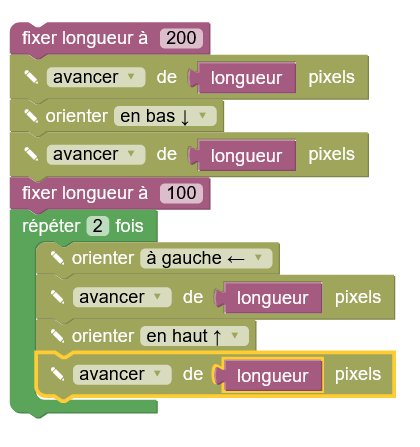 fixer longueur à 200
avancer ▾ de longueur pixels
orienter en bas ↓ ▾
avancer ▾ de longueur pixels
fixer longueur à 100
répéter 2 fois
orienter à gauche ← ▾
avancer ▾ de longueur pixels
orienter en haut ↑ ▾
avancer ▾ de longueur pixels